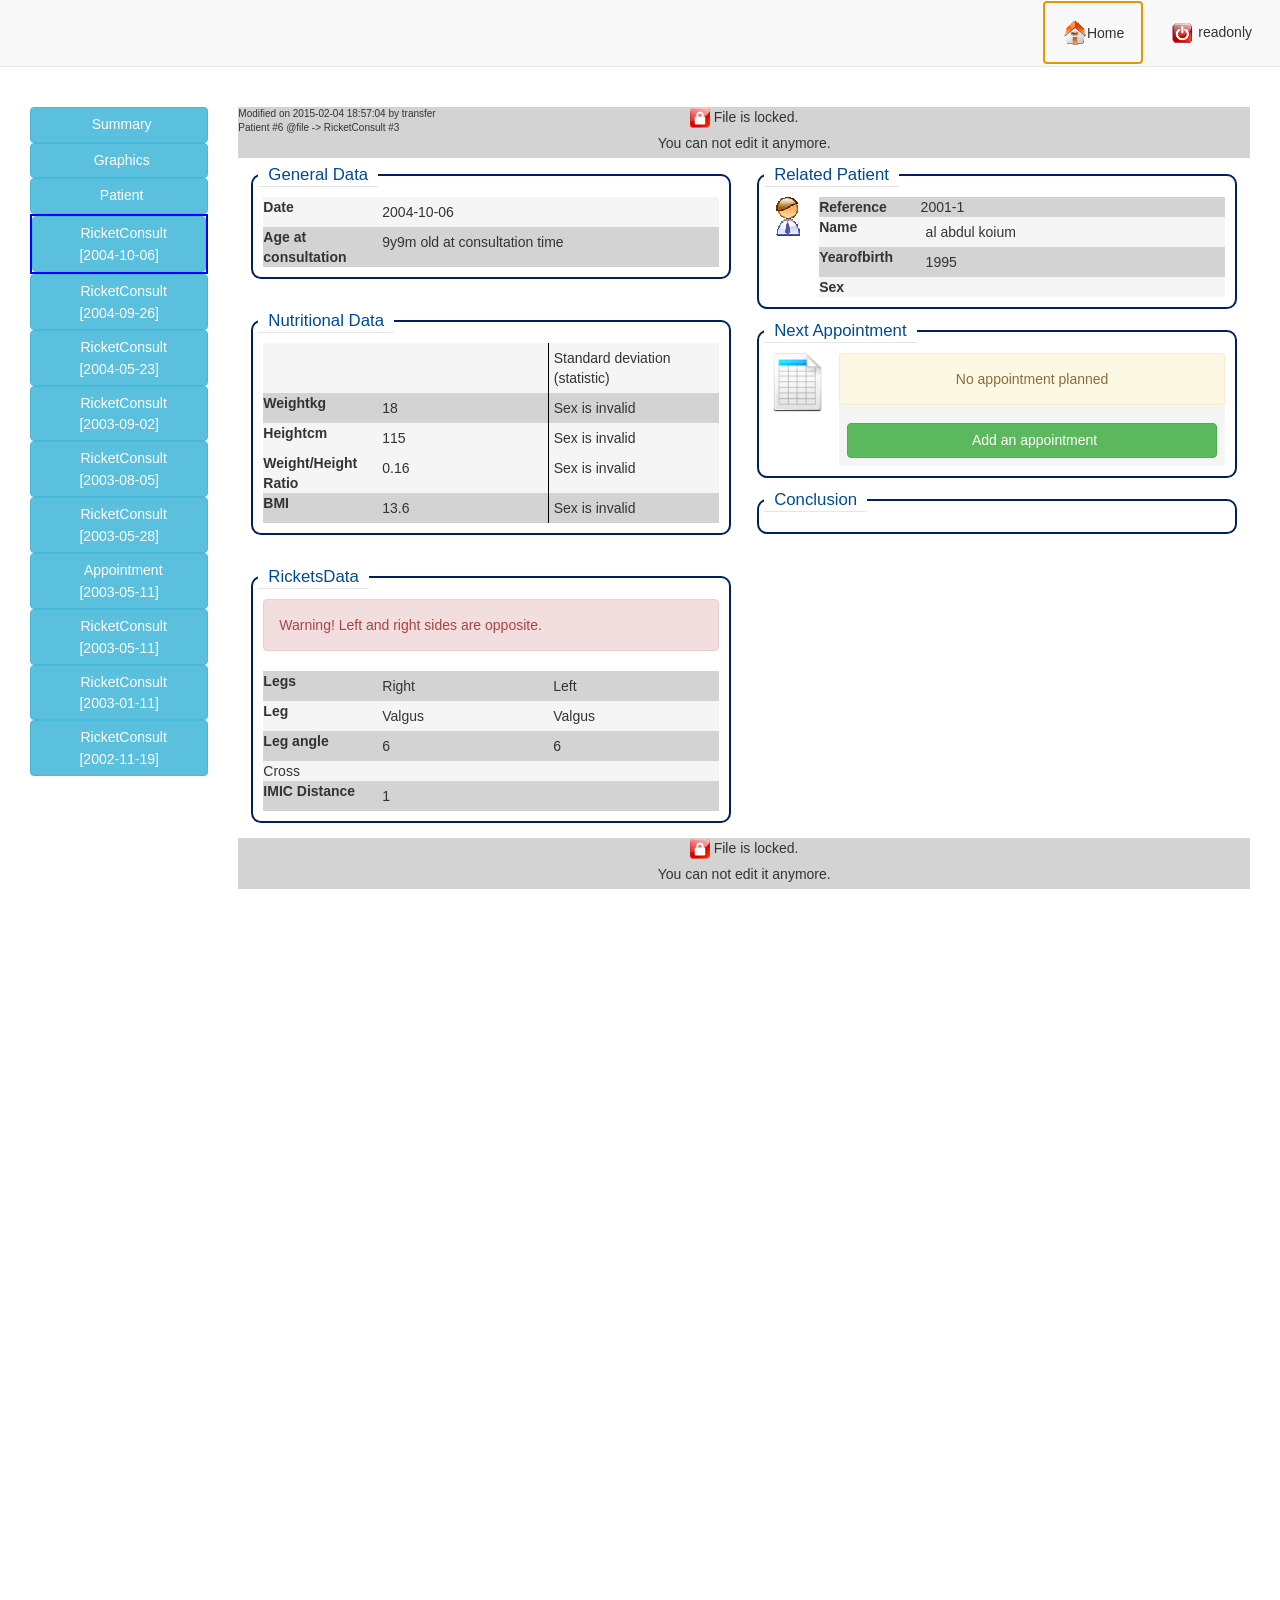 Home
readonly
Summary
Graphics
Patient
RicketConsult
[2004-10-06]
RicketConsult
[2004-09-26]
RicketConsult
[2004-05-23]
RicketConsult
[2003-09-02]
RicketConsult
[2003-08-05]
RicketConsult
[2003-05-28]
Appointment
[2003-05-11]
RicketConsult
[2003-05-11]
RicketConsult
[2003-01-11]
RicketConsult
[2002-11-19]
Modified on 2015-02-04 18:57:04 by transfer
Patient #6 @file -> RicketConsult #3
File is locked.
You can not edit it anymore.
General Data
Date 2004-10-06
Age at
consultation 9y9m old at consultation time
Nutritional Data
Standard deviation
(statistic)
Weightkg 18 Sex is invalid
Heightcm 115 Sex is invalid
Weight/Height
Ratio 0.16 Sex is invalid
BMI 13.6 Sex is invalid
RicketsData
Warning! Left and right sides are opposite.
Legs Right Left
Leg Valgus Valgus
Leg angle 6 6
Cross
IMIC Distance 1
Related Patient
Reference 2001-1
Name al abdul koium
Yearofbirth 1995
Sex
Next Appointment
No appointment planned
Add an appointment
Conclusion
File is locked.
You can not edit it anymore.